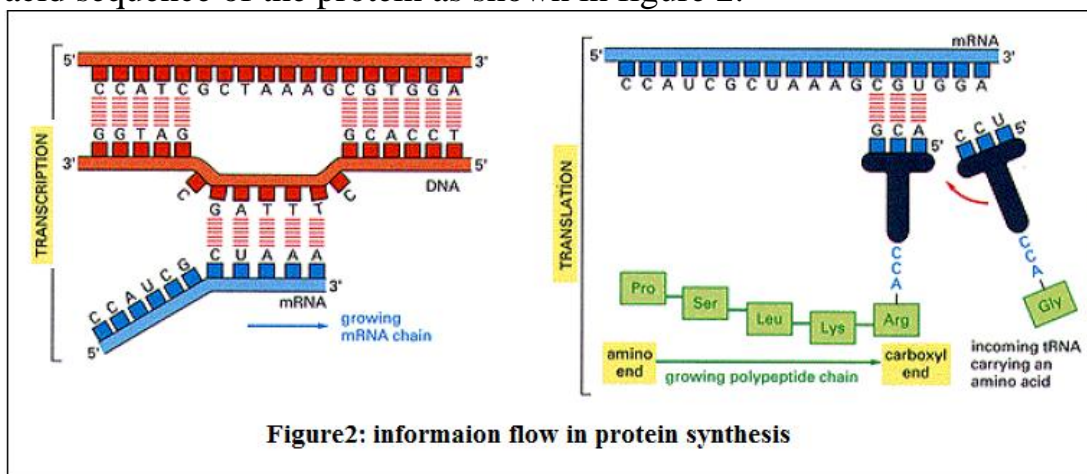 acid sequence of the protein as shown in figure 2.
TRANSCRIPTION
5' 3'
C C A T C G C T A A A G C G T G G A
G G T A G G C A C C T
3' 5'
DNA
C G A T T T C
C U A A A
C C A U C G
3'
mRNA
5'
growing
mRNA chain
TRANSLATION
mRNA
5' 3'
C C A U C G C U A A A G C G U G G A
G C A 5'
C C U 5'
C C A
C C A
Pro Ser Leu Lys Arg
Gly
amino
end
growing polypeptide chain
carboxyl
end
incoming tRNA
carrying an
amino acid
Figure2: informaion flow in protein synthesis